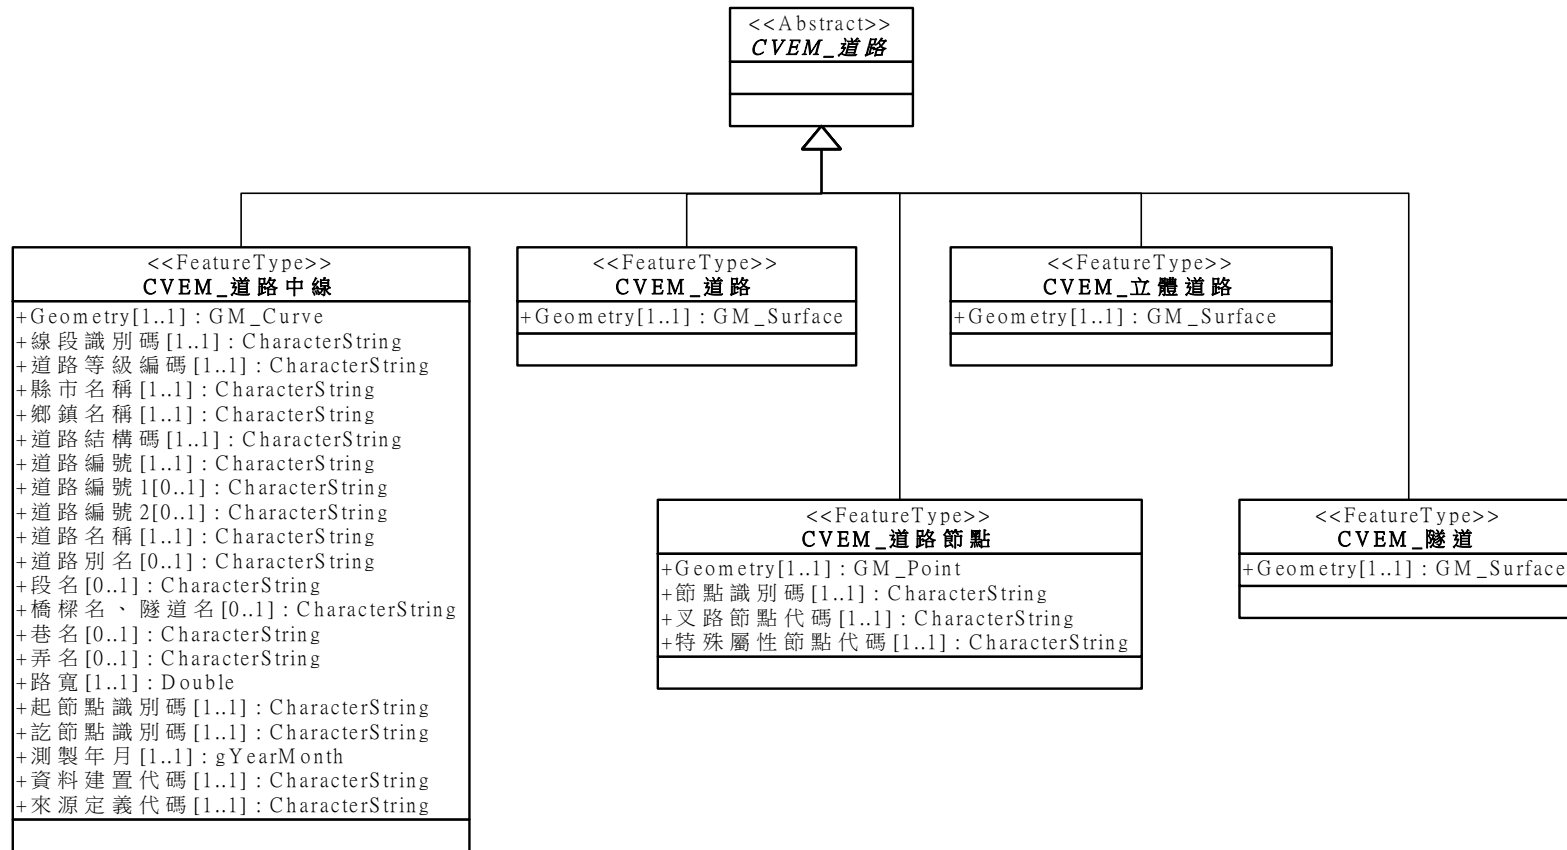 <<Abstract>>
CVEM_道路
<<FeatureType>>
CVEM_道路中線
+Geometry[1..1] : GM_Curve
+線段識別碼[1..1] : CharacterString
+道路等級編碼[1..1] : CharacterString
+縣市名稱[1..1] : CharacterString
+鄉鎮名稱[1..1] : CharacterString
+道路結構碼[1..1] : CharacterString
+道路編號[1..1] : CharacterString
+道路編號1[0..1] : CharacterString
+道路編號2[0..1] : CharacterString
+道路名稱[1..1] : CharacterString
+道路別名[0..1] : CharacterString
+段名[0..1] : CharacterString
+橋樑名、隧道名[0..1] : CharacterString
+巷名[0..1] : CharacterString
+弄名[0..1] : CharacterString
+路寬[1..1] : Double
+起節點識別碼[1..1] : CharacterString
+訖節點識別碼[1..1] : CharacterString
+測製年月[1..1] : gYearMonth
+資料建置代碼[1..1] : CharacterString
+來源定義代碼[1..1] : CharacterString
<<FeatureType>>
CVEM_道路
+Geometry[1..1] : GM_Surface
<<FeatureType>>
CVEM_立體道路
+Geometry[1..1] : GM_Surface
<<FeatureType>>
CVEM_道路節點
+Geometry[1..1] : GM_Point
+節點識別碼[1..1] : CharacterString
+叉路節點代碼[1..1] : CharacterString
+特殊屬性節點代碼[1..1] : CharacterString
<<FeatureType>>
CVEM_隧道
+Geometry[1..1] : GM_Surface